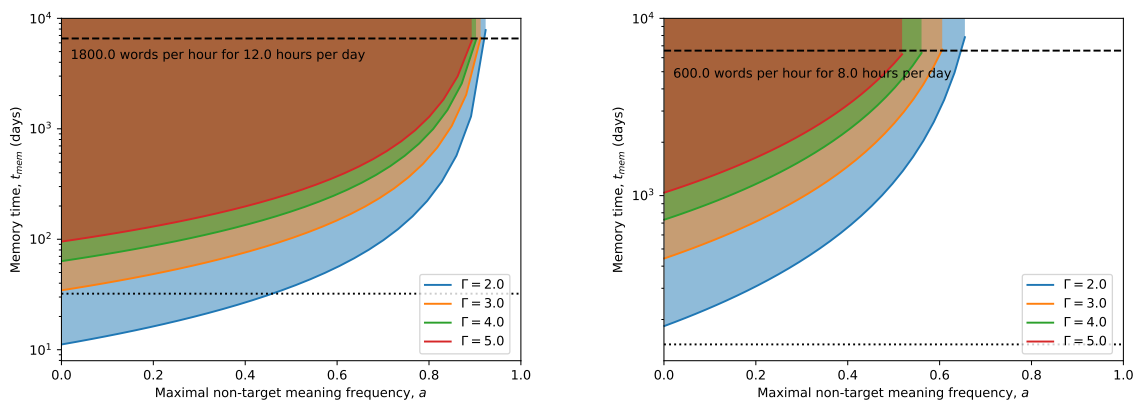 10⁴
1800.0 words per hour for 12.0 hours per day
10³
10²
10¹
Memory time, tₘₑₘ (days)
Γ = 2.0
Γ = 3.0
Γ = 4.0
Γ = 5.0
0.0 0.2 0.4 0.6 0.8 1.0
Maximal non-target meaning frequency, a
10⁴
600.0 words per hour for 8.0 hours per day
10³
Memory time, tₘₑₘ (days)
Γ = 2.0
Γ = 3.0
Γ = 4.0
Γ = 5.0
0.0 0.2 0.4 0.6 0.8 1.0
Maximal non-target meaning frequency, a